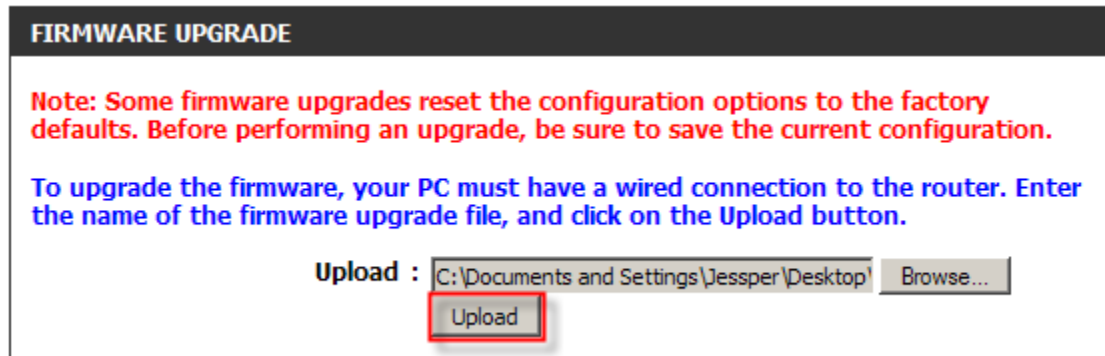 FIRMWARE UPGRADE
Note: Some firmware upgrades reset the configuration options to the factory
defaults. Before performing an upgrade, be sure to save the current configuration.
To upgrade the firmware, your PC must have a wired connection to the router. Enter
the name of the firmware upgrade file, and click on the Upload button.
Upload : C:\Documents and Settings\Jessper\Desktop\ Browse...
Upload